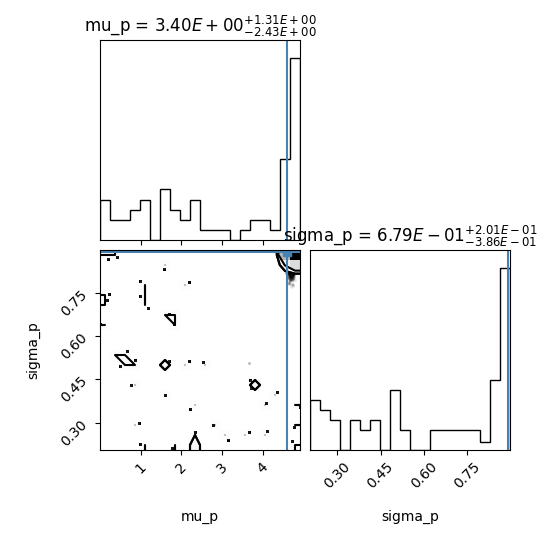 mu_p = 3.40E+00+1.31E+00−2.43E+00
sigma_p = 6.79E−01+2.01E−01−3.86E−01
0.75
0.60
0.45
0.30
sigma_p
1 2 3 4
0.30 0.45 0.60 0.75
mu_p
sigma_p